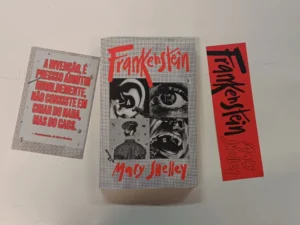 A INVENÇÃO, É
PRECISO ADMITIR
HUMILDEMENTE,
NÃO CONSISTE EM
CRIAR DO NADA,
MAS DO CAOS.
Frankenstein
Mary Shelley
Frankenstein